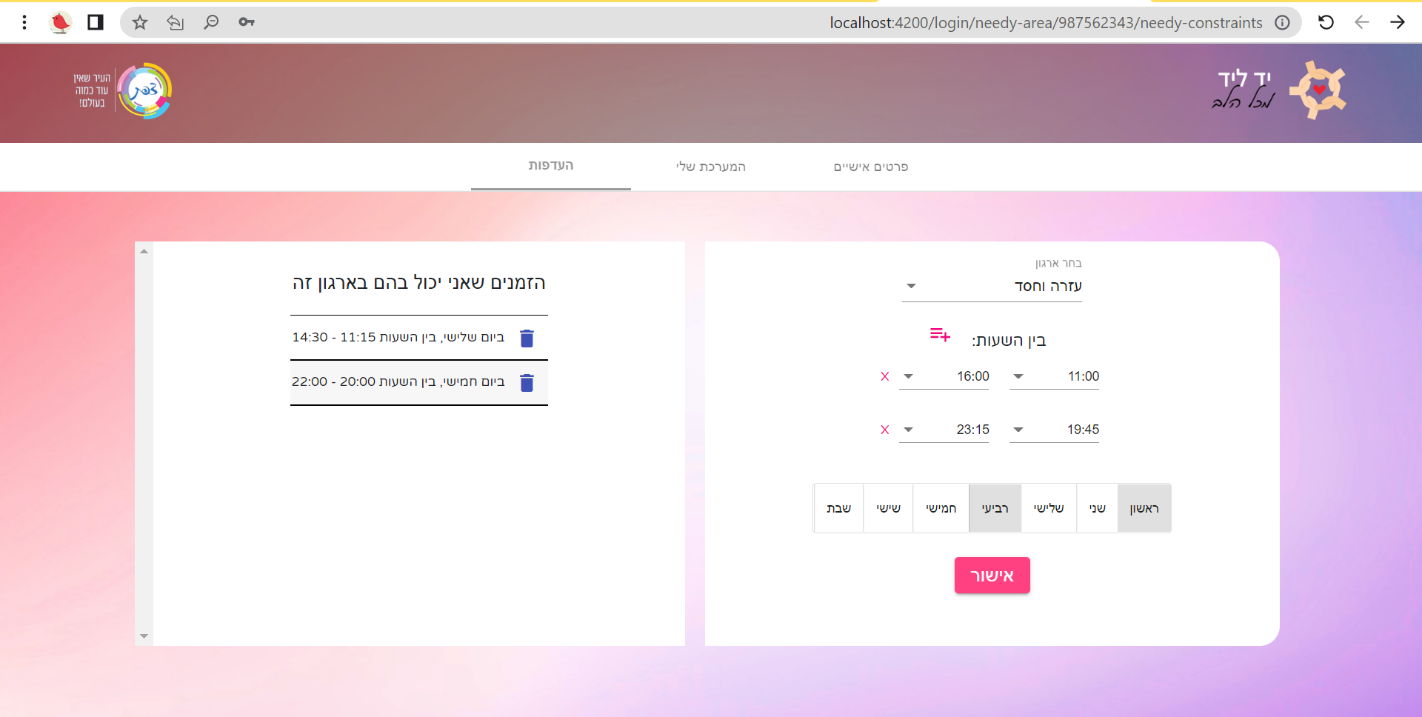 localhost:4200/login/needy-area/987562343/needy-constraints
יד ליד
מכל הלב
העיר שאין
עוד כמוה
בעולם!
צפת
פרטים אישיים
המערכת שלי
העדפות
בחר ארגון
עזרה וחסד
בין השעות:
11:00 16:00 X
19:45 23:15 X
ראשון שני שלישי רביעי חמישי שישי שבת
אישור
הזמנים שאני יכול בהם בארגון זה
ביום שלישי, בין השעות 11:15 - 14:30
ביום חמישי, בין השעות 20:00 - 22:00